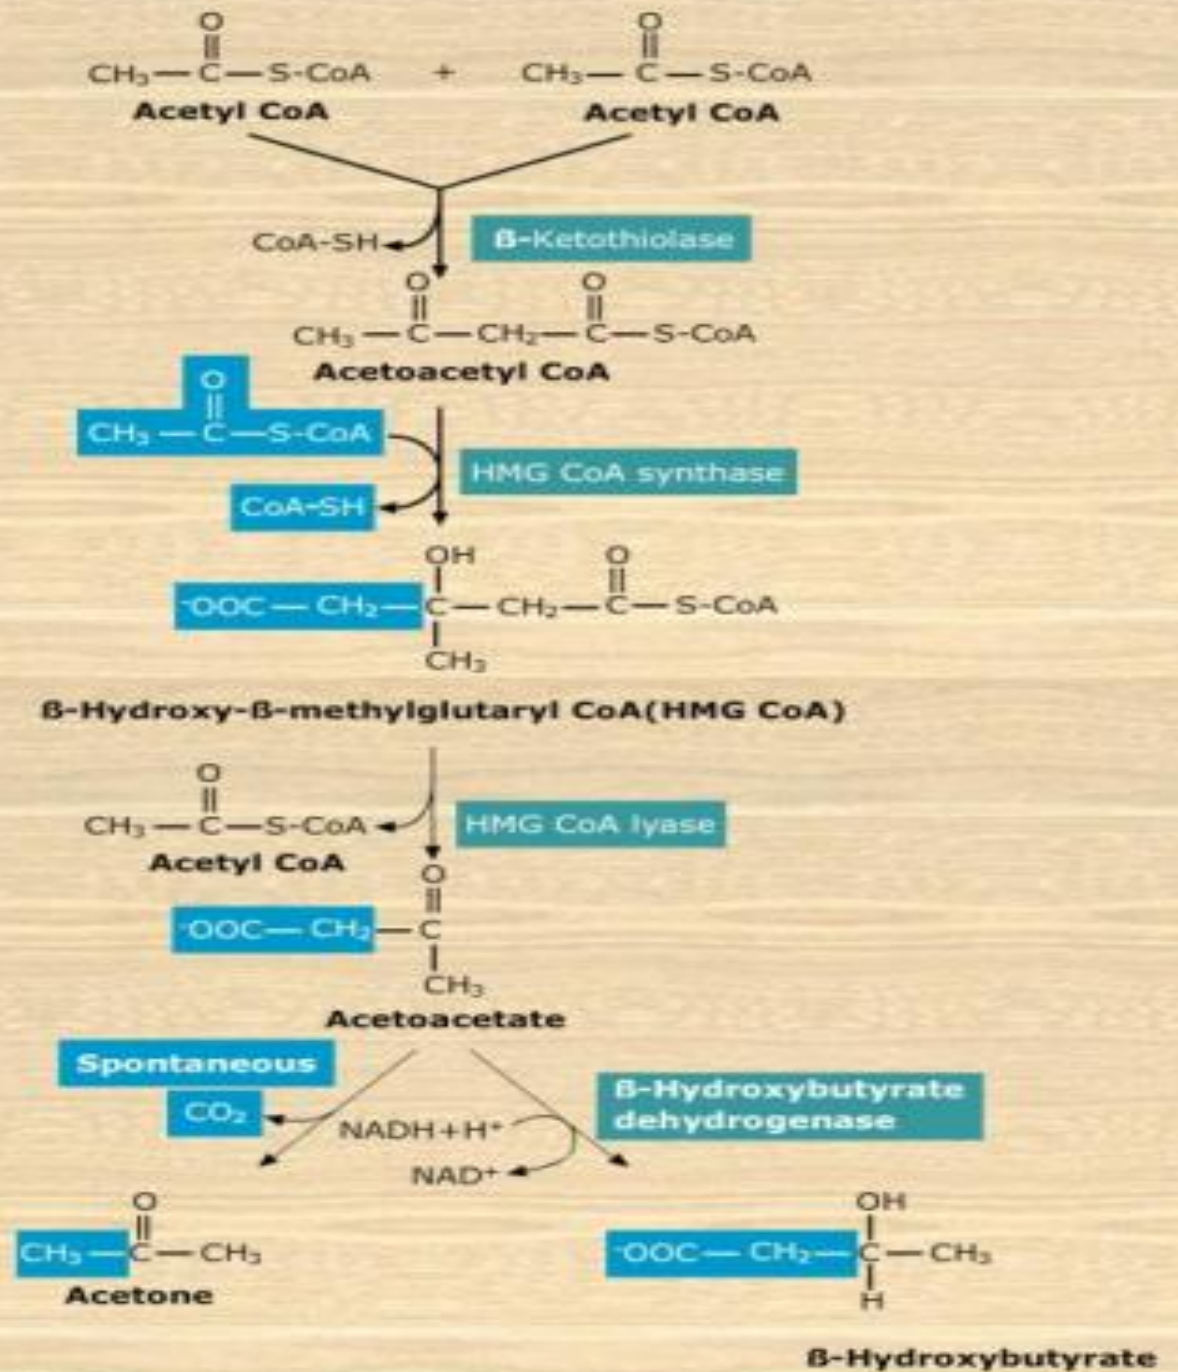 O O
CH₃—C—S-CoA + CH₃—C—S-CoA
Acetyl CoA Acetyl CoA
CoA-SH ß-Ketothiolase
O O
CH₃—C—CH₂—C—S-CoA
Acetoacetyl CoA
O
CH₃—C—S-CoA
HMG CoA synthase
CoA-SH
OH O
⁻OOC—CH₂—C—CH₂—C—S-CoA
CH₃
ß-Hydroxy-ß-methylglutaryl CoA(HMG CoA)
O
CH₃—C—S-CoA HMG CoA lyase
Acetyl CoA
O
⁻OOC—CH₂—C
CH₃
Acetoacetate
Spontaneous
CO₂
NADH+H⁺
NAD⁺
ß-Hydroxybutyrate
dehydrogenase
O OH
CH₃—C—CH₃ ⁻OOC—CH₂—C—CH₃
Acetone H
ß-Hydroxybutyrate